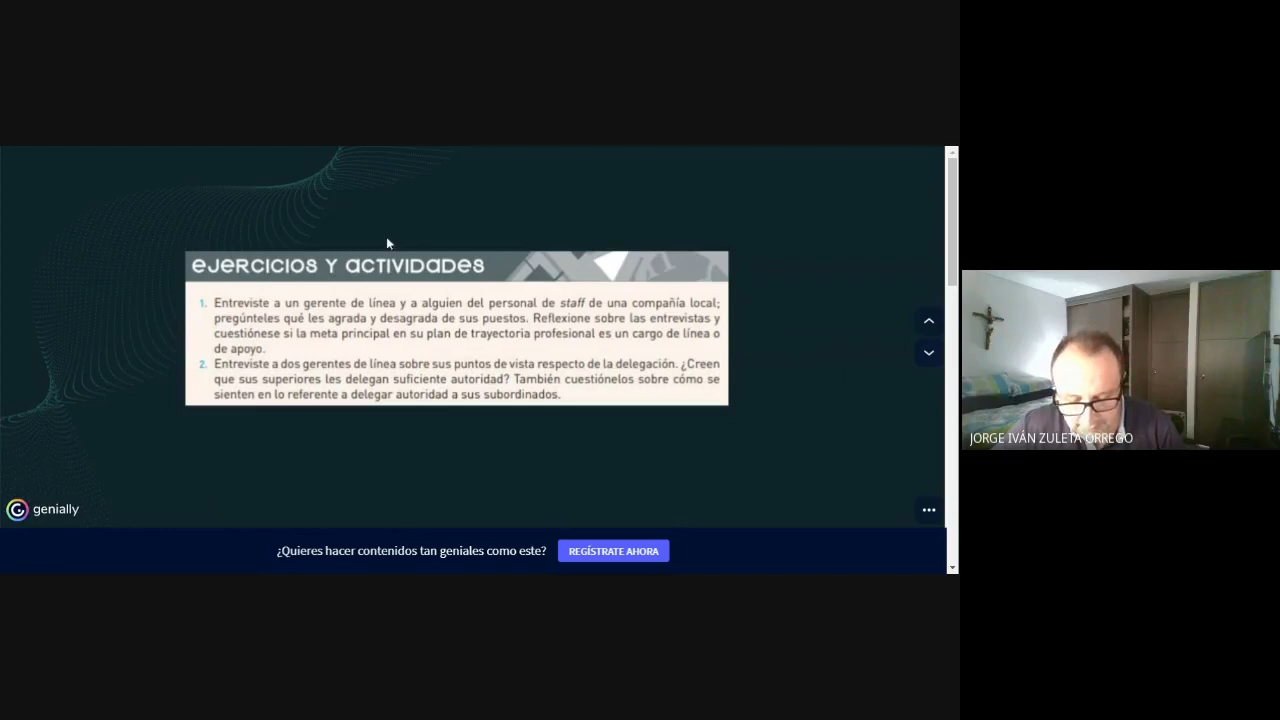 ejercicios y actividades
1. Entreviste a un gerente de línea y a alguien del personal de staff de una compañía local;
pregúnteles qué les agrada y desagrada de sus puestos. Reflexione sobre las entrevistas y
cuestiónese si la meta principal en su plan de trayectoria profesional es un cargo de línea o
de apoyo.
2. Entreviste a dos gerentes de línea sobre sus puntos de vista respecto de la delegación. ¿Creen
que sus superiores les delegan suficiente autoridad? También cuestiónelos sobre cómo se
sienten en lo referente a delegar autoridad a sus subordinados.
JORGE IVÁN ZULETA ORREGO
genially
¿Quieres hacer contenidos tan geniales como este? REGÍSTRATE AHORA